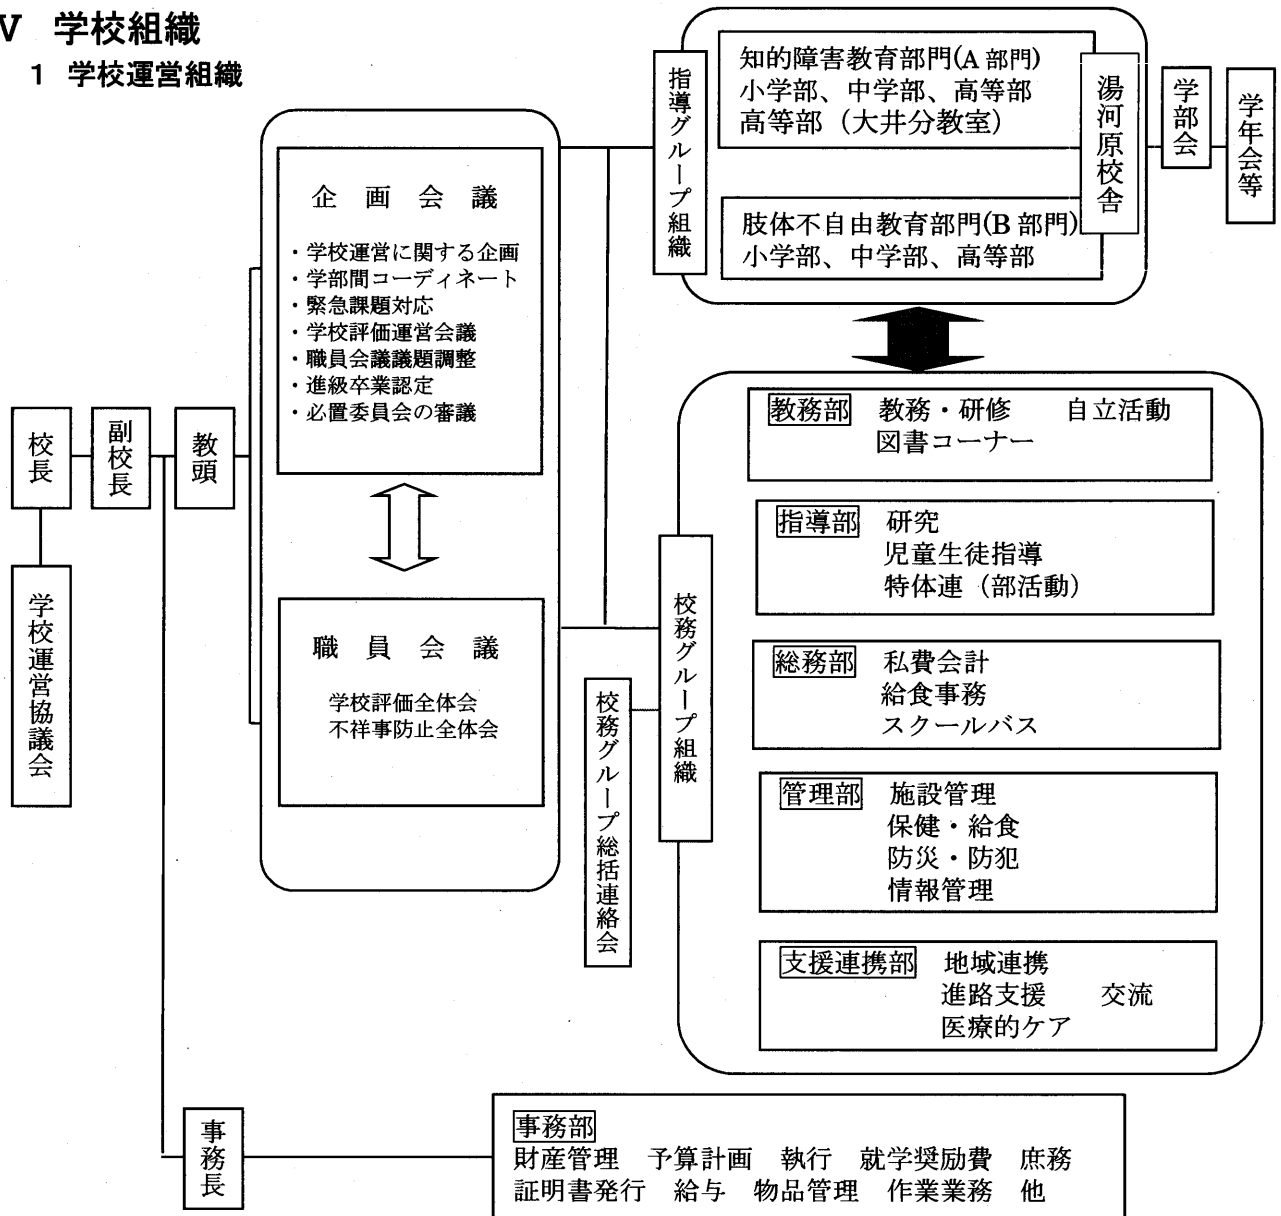 Ⅴ 学校組織
1 学校運営組織
校長
副校長
教頭
学校運営協議会
企画会議
・学校運営に関する企画
・学部間コーディネート
・緊急課題対応
・学校評価運営会議
・職員会議議題調整
・進級卒業認定
・必置委員会の審議
職員会議
学校評価全体会
不祥事防止全体会
指導グループ組織
知的障害教育部門(A 部門)
小学部、中学部、高等部
高等部（大井分教室）
肢体不自由教育部門(B 部門)
小学部、中学部、高等部
湯河原校舎
学部会
学年会等
校務グループ組織
校務グループ総括連絡会
教務部 教務・研修 自立活動
図書コーナー
指導部 研究
児童生徒指導
特体連（部活動）
総務部 私費会計
給食事務
スクールバス
管理部 施設管理
保健・給食
防災・防犯
情報管理
支援連携部 地域連携
進路支援 交流
医療的ケア
事務長
事務部
財産管理 予算計画 執行 就学奨励費 庶務
証明書発行 給与 物品管理 作業業務 他